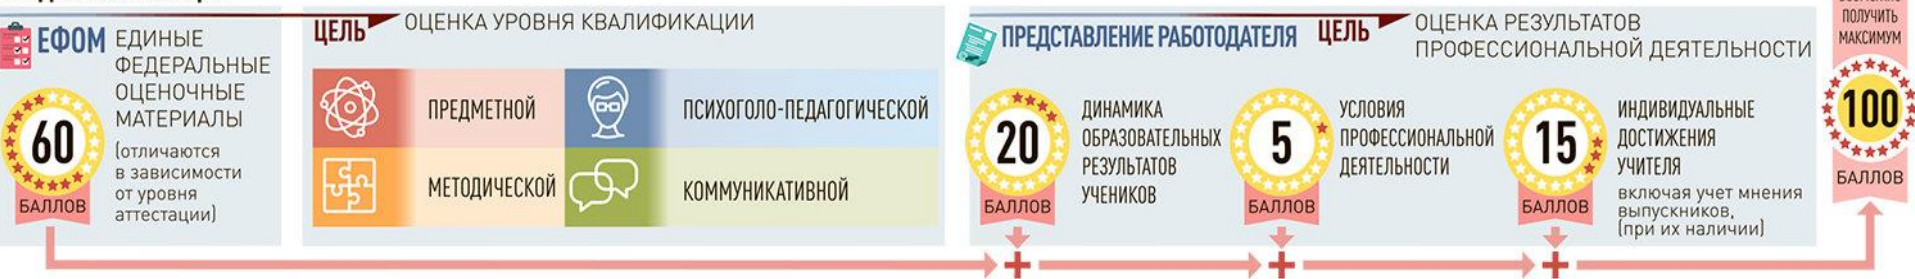 ЕФОМ
ЕДИНЫЕ
ФЕДЕРАЛЬНЫЕ
ОЦЕНОЧНЫЕ
МАТЕРИАЛЫ
(отличаются
в зависимости
от уровня
аттестации)
60
БАЛЛОВ
ЦЕЛЬ
ОЦЕНКА УРОВНЯ КВАЛИФИКАЦИИ
ПРЕДМЕТНОЙ
ПСИХОГОЛО-ПЕДАГОГИЧЕСКОЙ
МЕТОДИЧЕСКОЙ
КОММУНИКАТИВНОЙ
ПРЕДСТАВЛЕНИЕ РАБОТОДАТЕЛЯ
ЦЕЛЬ
ОЦЕНКА РЕЗУЛЬТАТОВ
ПРОФЕССИОНАЛЬНОЙ ДЕЯТЕЛЬНОСТИ
20
БАЛЛОВ
ДИНАМИКА
ОБРАЗОВАТЕЛЬНЫХ
РЕЗУЛЬТАТОВ
УЧЕНИКОВ
+
5
БАЛЛОВ
УСЛОВИЯ
ПРОФЕССИОНАЛЬНОЙ
ДЕЯТЕЛЬНОСТИ
+
15
БАЛЛОВ
ИНДИВИДУАЛЬНЫЕ
ДОСТИЖЕНИЯ
УЧИТЕЛЯ
включая учет мнения
выпускников,
(при их наличии)
+
ПОЛУЧИТЬ
МАКСИМУМ
100
БАЛЛОВ